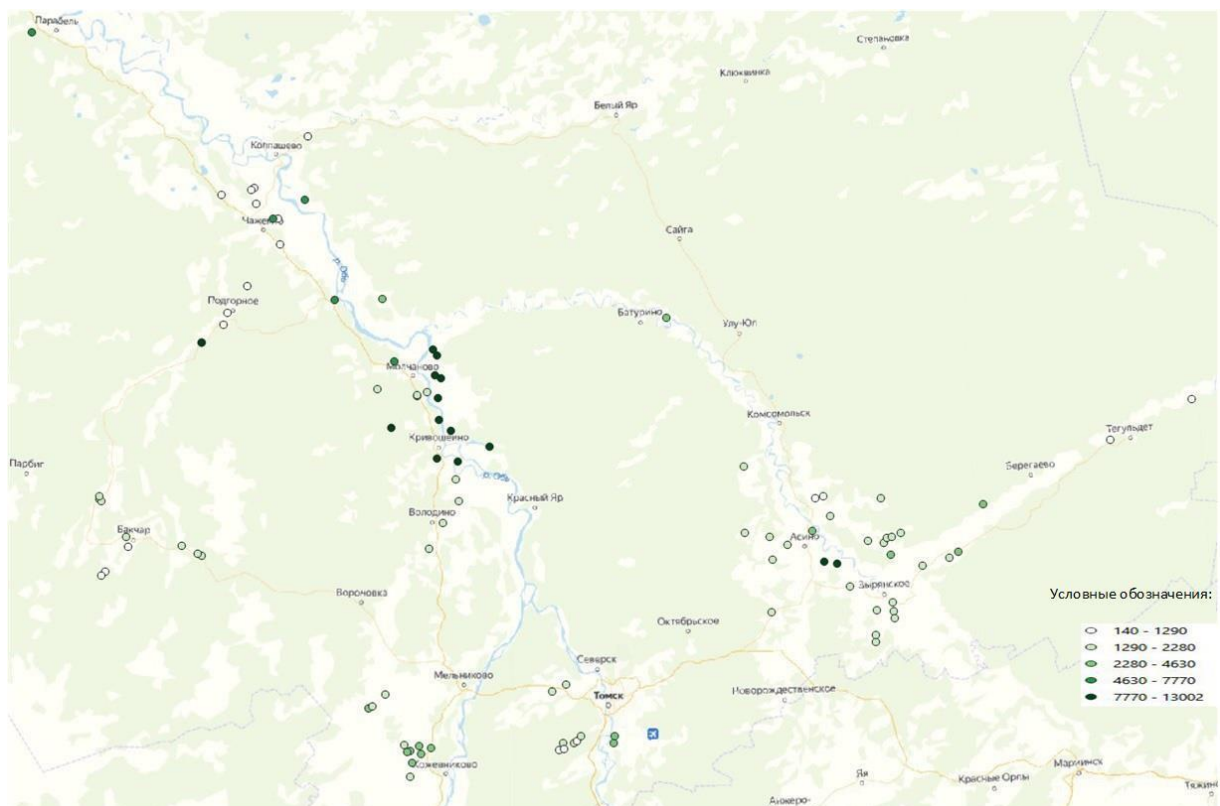 Парабель
Степановка
Клюквинка
Белый Яр
Колпашево
Чажемто
Сайга
р. Обь
Подгорное
Батурино
Улу-Юл
Молчаново
Комсомольск
Тегульдет
Кривошеино
Парбиг
Берегаево
р. Обь
Красный Яр
Володино
Бакчар
Асино
Зырянское
Вороновка
Условные обозначения:
Октябрьское
140 - 1290
1290 - 2280
2280 - 4630
4630 - 7770
7770 - 13002
Северск
Мельниково
Томск
Новорождественское
Кожевниково
Яя
Красные Орлы
Мариинск
Тяжин
Анжеро-